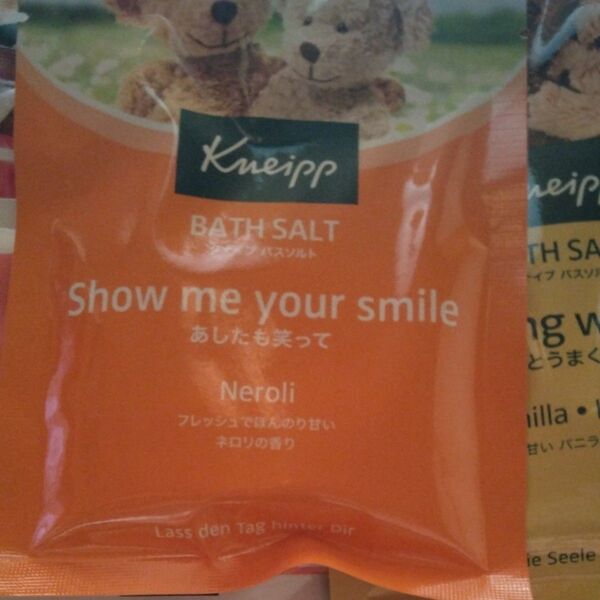 Kneipp
BATH SALT
クナイプ バスソルト
Show me your smile
あしたも笑って
Neroli
フレッシュでほんのり甘い
ネロリの香り
Lass den Tag hinter Dir
neipp
TH SA
イプ バスソル
ng w
とうまく
illa •
甘い バニラ
ie Seele